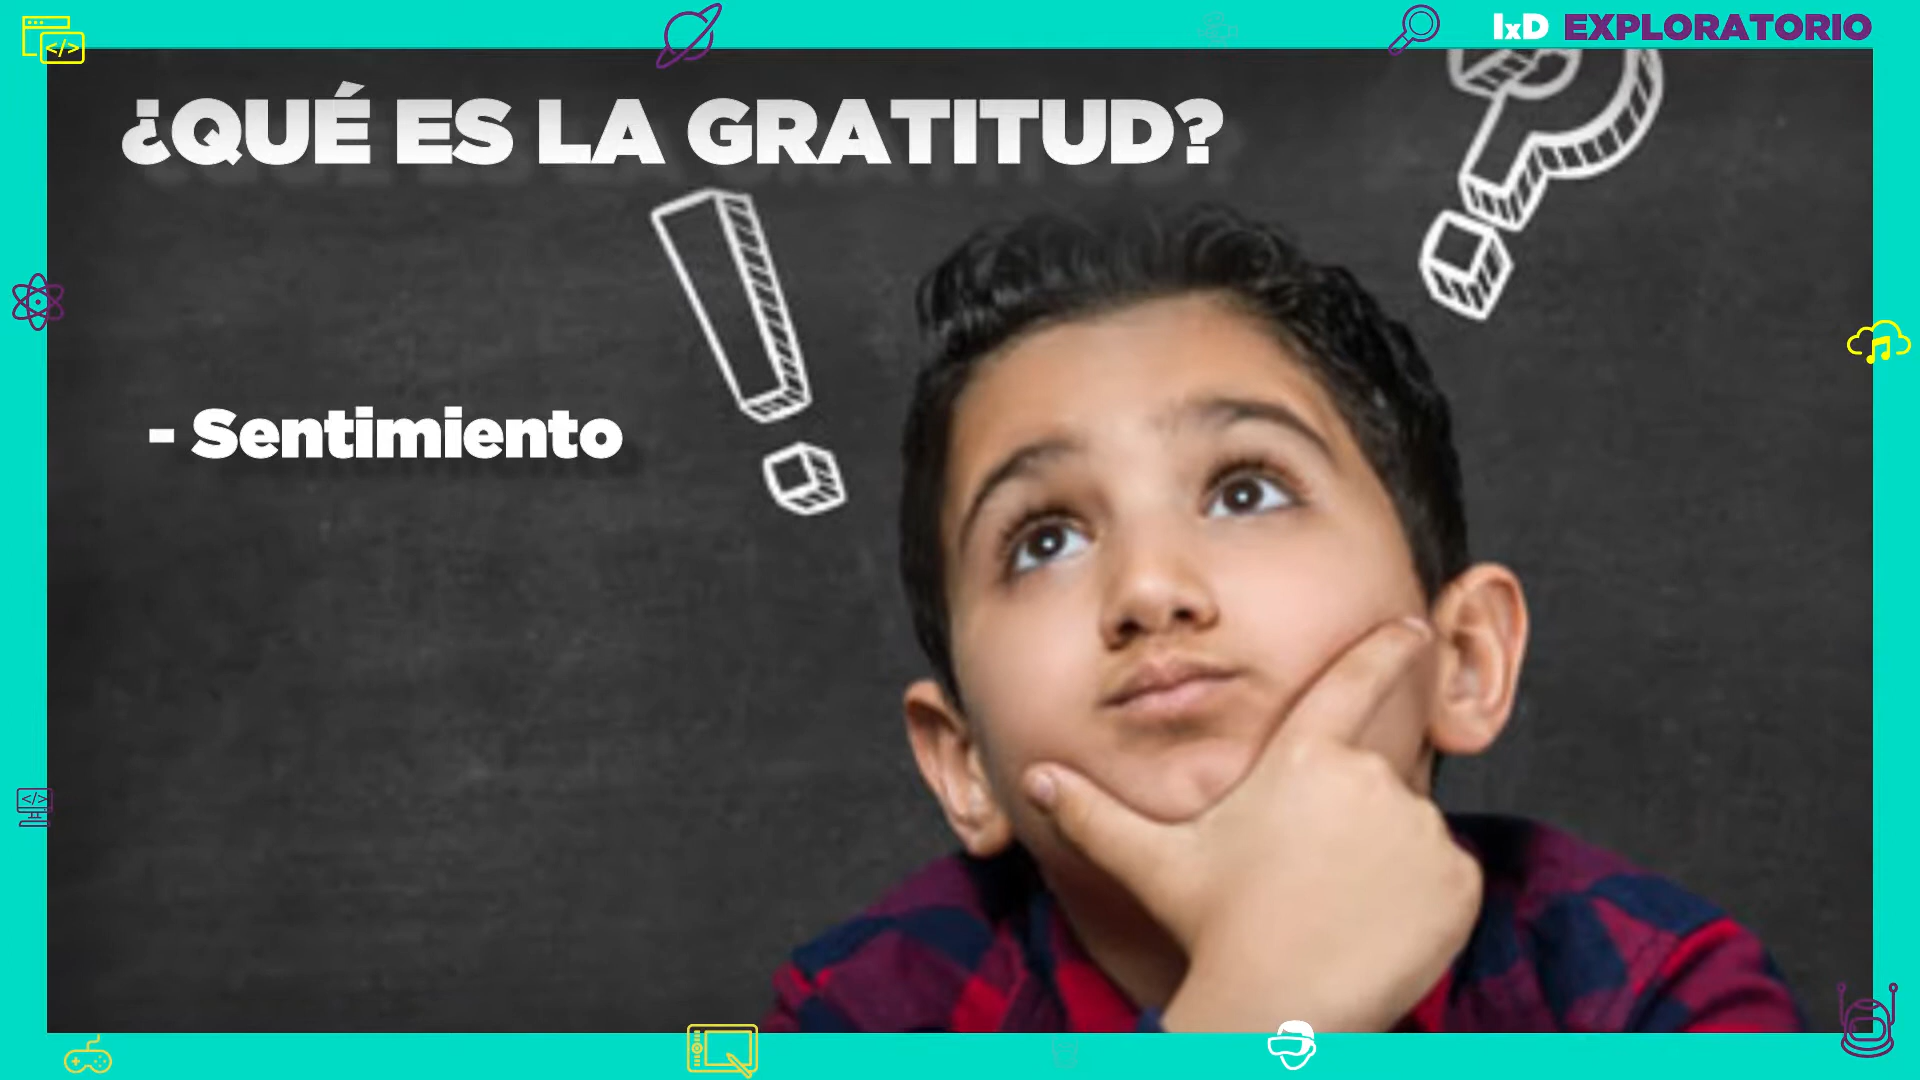 IxD EXPLORATORIO
¿QUÉ ES LA GRATITUD?
- Sentimiento